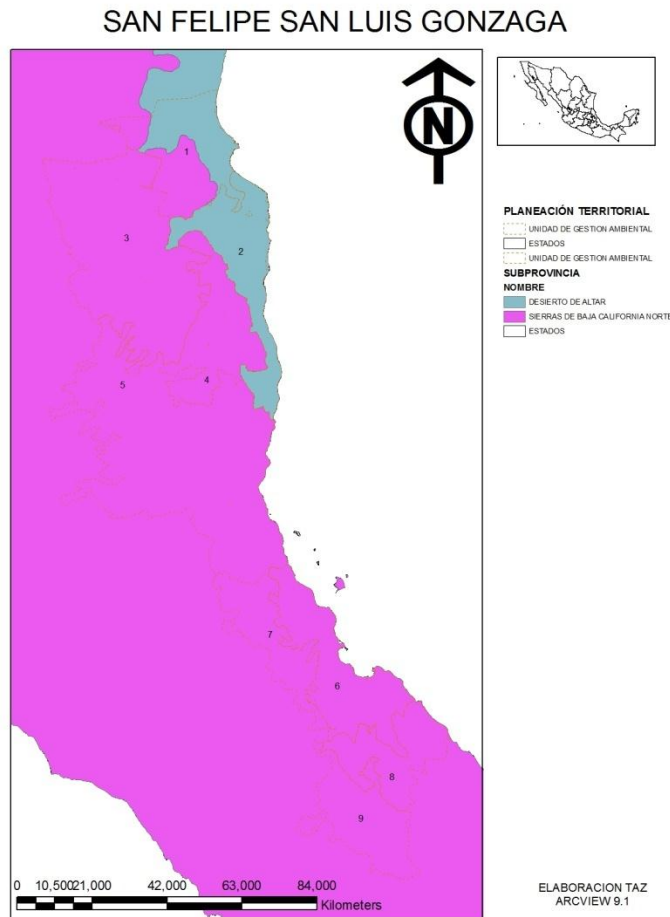 SAN FELIPE SAN LUIS GONZAGA
N
1
3
2
5
4
7
6
8
9
PLANEACIÓN TERRITORIAL
UNIDAD DE GESTION AMBIENTAL
ESTADOS
UNIDAD DE GESTION AMBIENTAL
SUBPROVINCIA
NOMBRE
DESIERTO DE ALTAR
SIERRAS DE BAJA CALIFORNIA NORTE
ESTADOS
0 10,500 21,000 42,000 63,000 84,000
Kilometers
ELABORACION TAZ
ARCVIEW 9.1